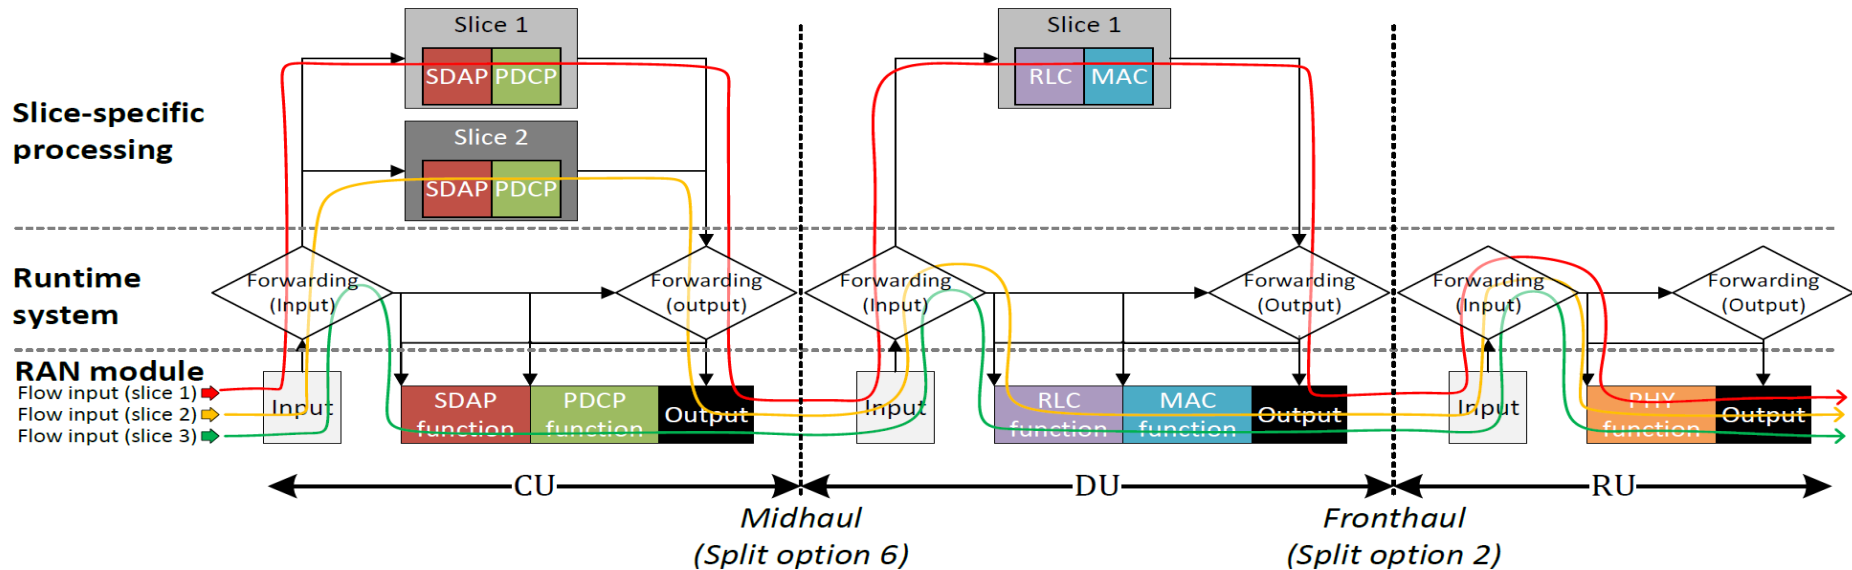 Slice 1
SDAP PDCP
Slice 2
SDAP PDCP
Slice 1
RLC MAC
Slice-specific
processing
Runtime
system
Forwarding
(Input)
Forwarding
(output)
Forwarding
(Input)
Forwarding
(Output)
Forwarding
(Input)
Forwarding
(Output)
RAN module
Flow input (slice 1)
Flow input (slice 2)
Flow input (slice 3)
Input
SDAP
function
PDCP
function
Output
Input
RLC
function
MAC
function
Output
Input
PHY
function
Output
CU
DU
RU
Midhaul
(Split option 6)
Fronthaul
(Split option 2)